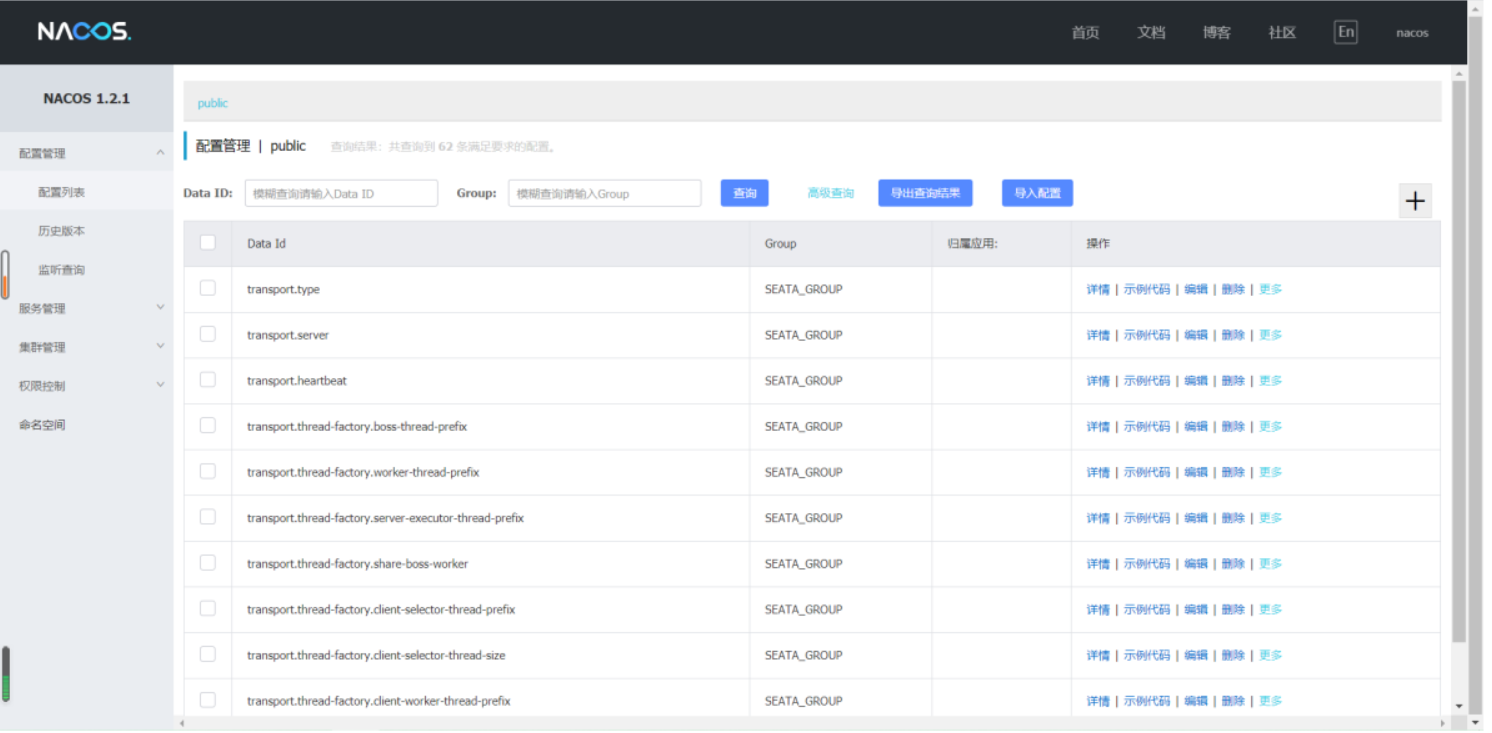 NACOS.
首页 文档 博客 社区 En nacos
NACOS 1.2.1
配置管理
配置列表
历史版本
监听查询
服务管理
集群管理
权限控制
命名空间
public
配置管理 | public 查询结果：共查询到 62 条满足要求的配置。
Data ID: 模糊查询请输入Data ID Group: 模糊查询请输入Group 查询 高级查询 导出查询结果 导入配置 +
Data Id Group 归属应用: 操作
transport.type SEATA_GROUP 详情 | 示例代码 | 编辑 | 删除 | 更多
transport.server SEATA_GROUP 详情 | 示例代码 | 编辑 | 删除 | 更多
transport.heartbeat SEATA_GROUP 详情 | 示例代码 | 编辑 | 删除 | 更多
transport.thread-factory.boss-thread-prefix SEATA_GROUP 详情 | 示例代码 | 编辑 | 删除 | 更多
transport.thread-factory.worker-thread-prefix SEATA_GROUP 详情 | 示例代码 | 编辑 | 删除 | 更多
transport.thread-factory.server-executor-thread-prefix SEATA_GROUP 详情 | 示例代码 | 编辑 | 删除 | 更多
transport.thread-factory.share-boss-worker SEATA_GROUP 详情 | 示例代码 | 编辑 | 删除 | 更多
transport.thread-factory.client-selector-thread-prefix SEATA_GROUP 详情 | 示例代码 | 编辑 | 删除 | 更多
transport.thread-factory.client-selector-thread-size SEATA_GROUP 详情 | 示例代码 | 编辑 | 删除 | 更多
transport.thread-factory.client-worker-thread-prefix SEATA_GROUP 详情 | 示例代码 | 编辑 | 删除 | 更多